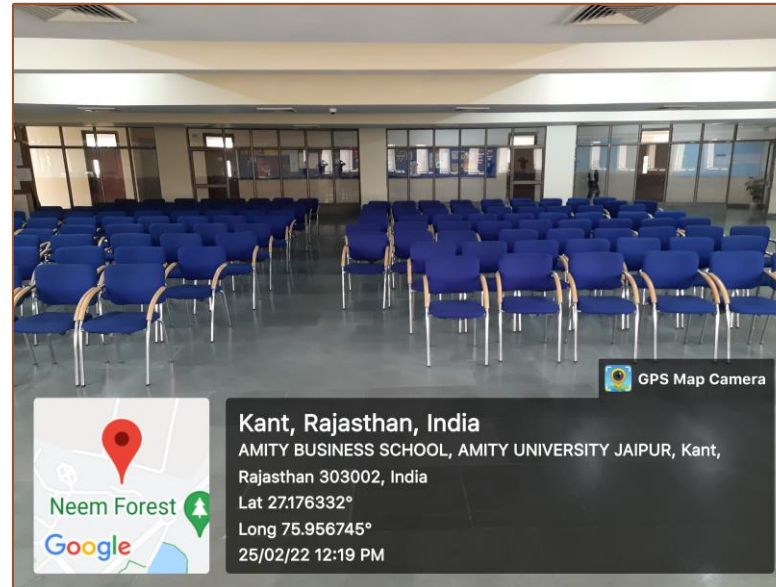 GPS Map Camera
Kant, Rajasthan, India
AMITY BUSINESS SCHOOL, AMITY UNIVERSITY JAIPUR, Kant,
Rajasthan 303002, India
Lat 27.176332°
Long 75.956745°
25/02/22 12:19 PM
Neem Forest
Google